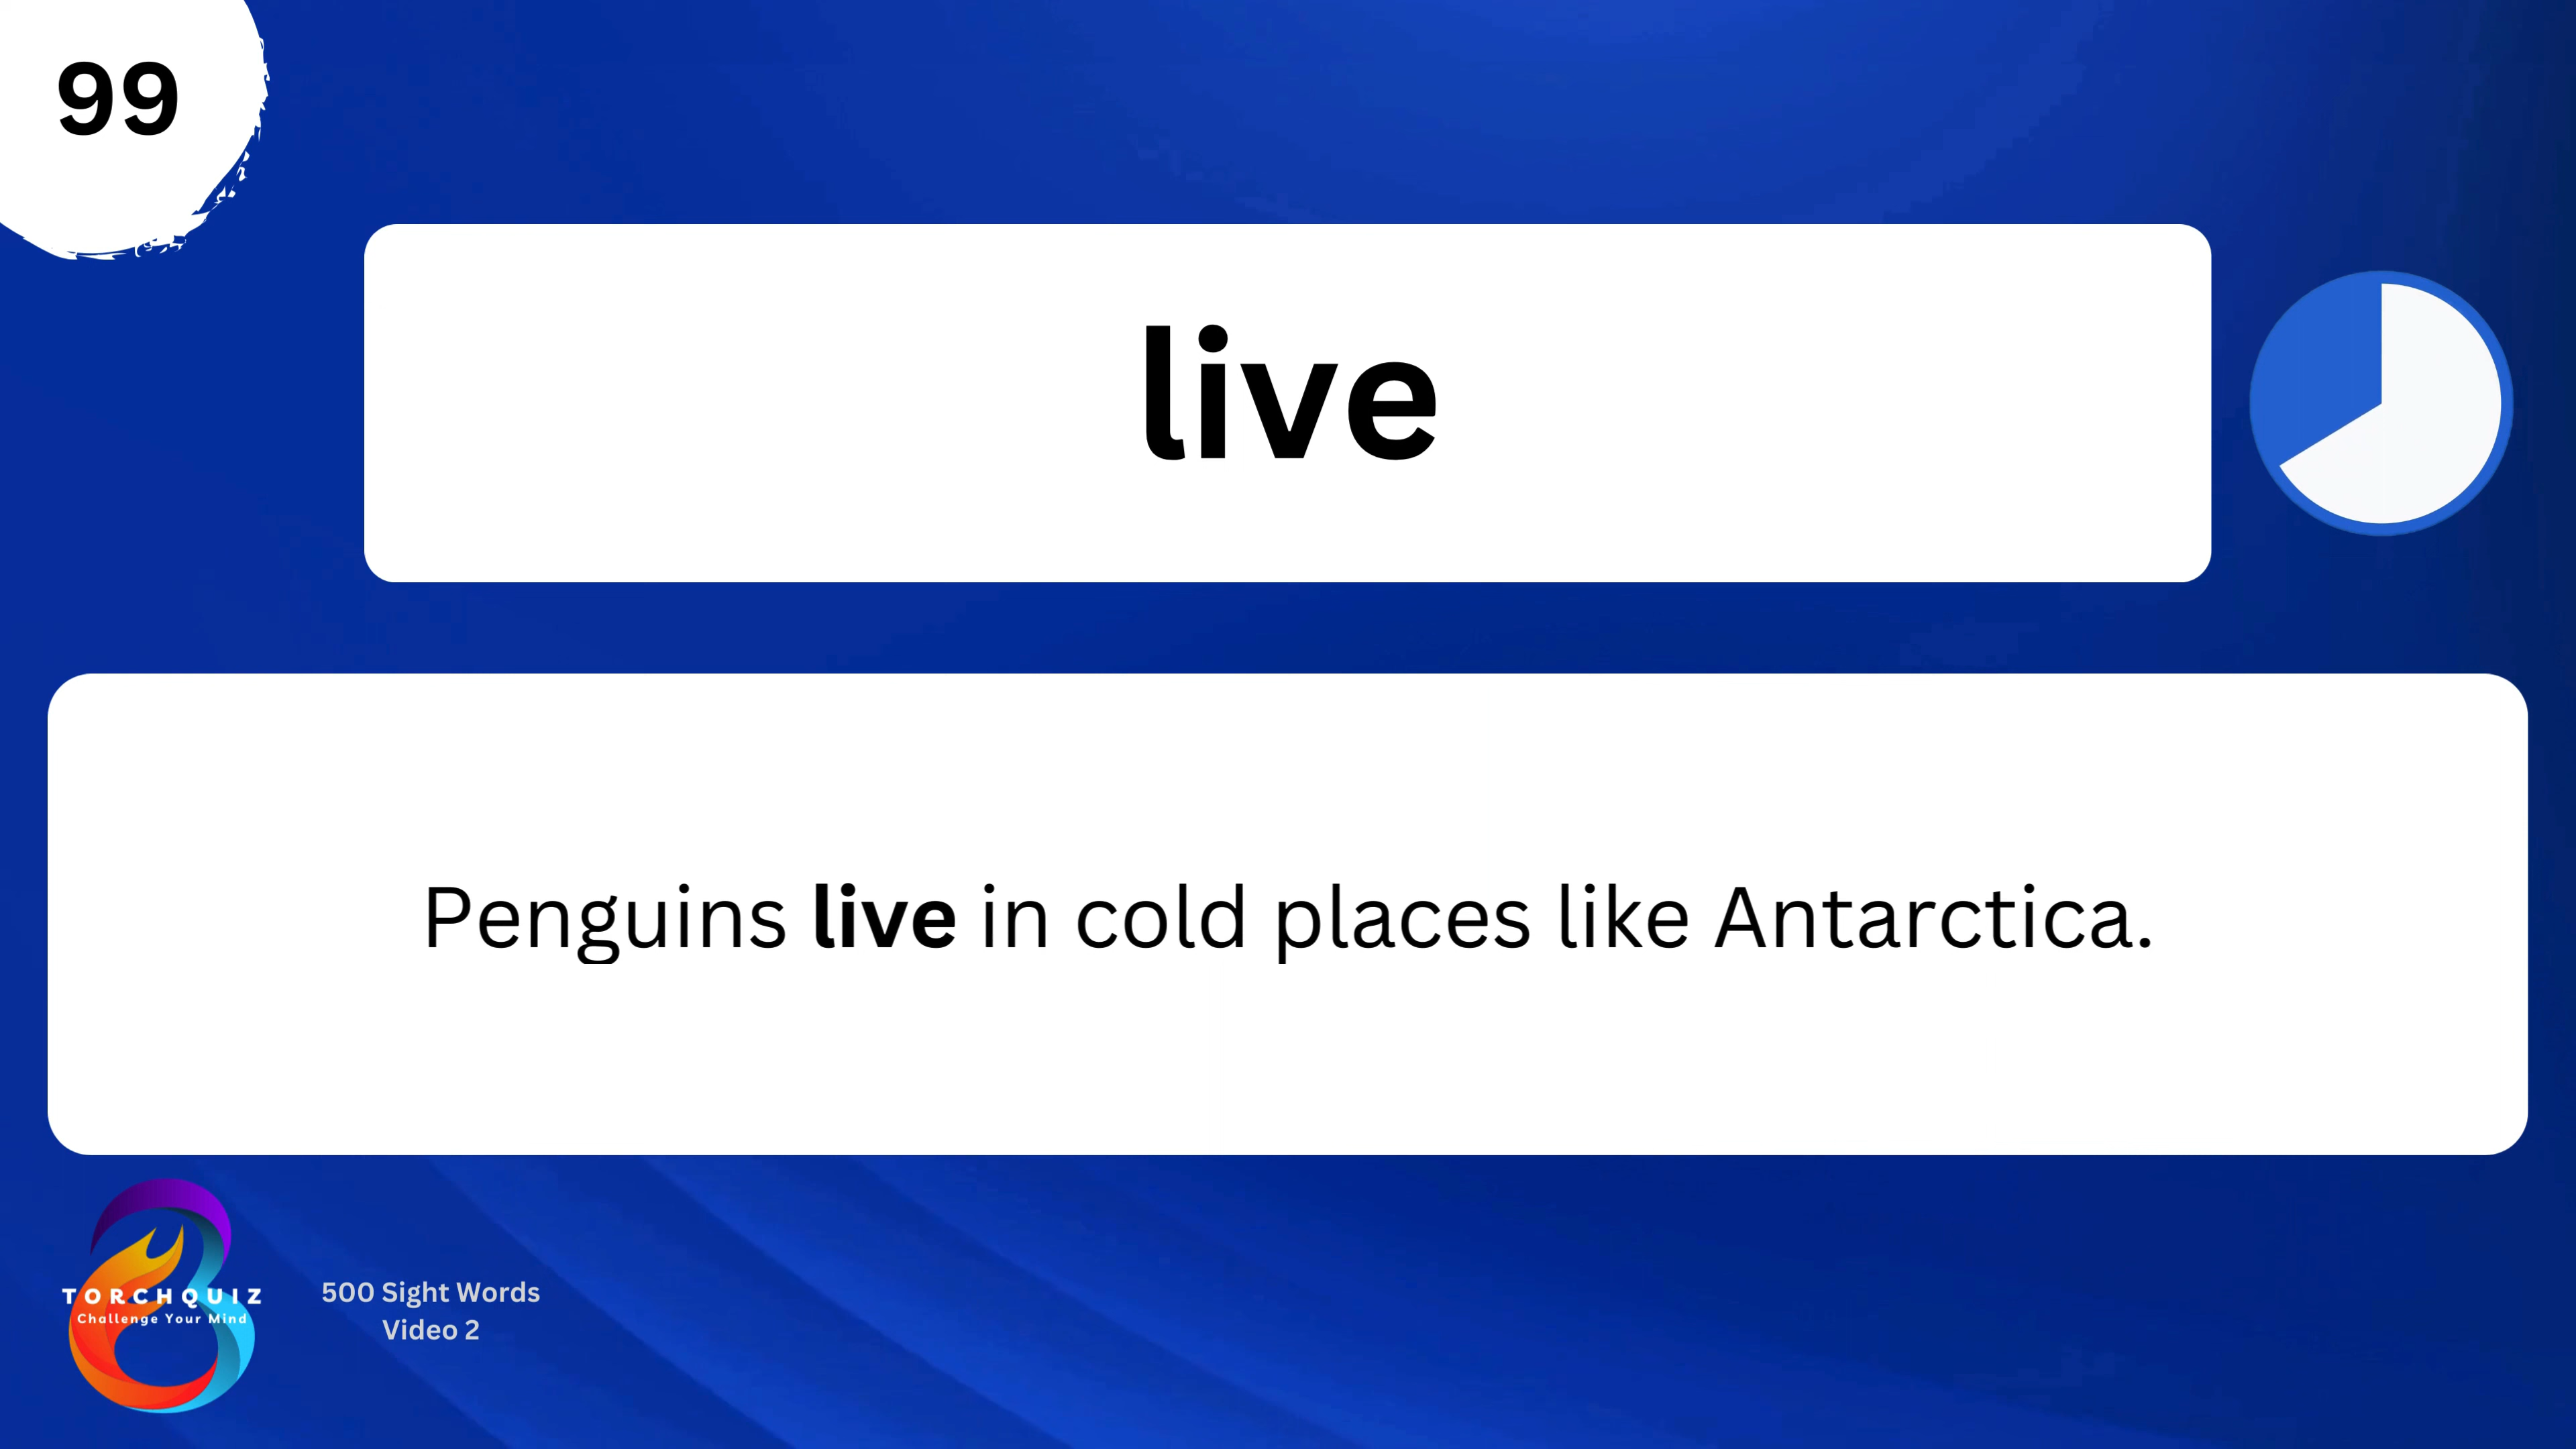 99
live
Penguins live in cold places like Antarctica.
TORCHQUIZ
Challenge Your Mind
500 Sight Words
Video 2